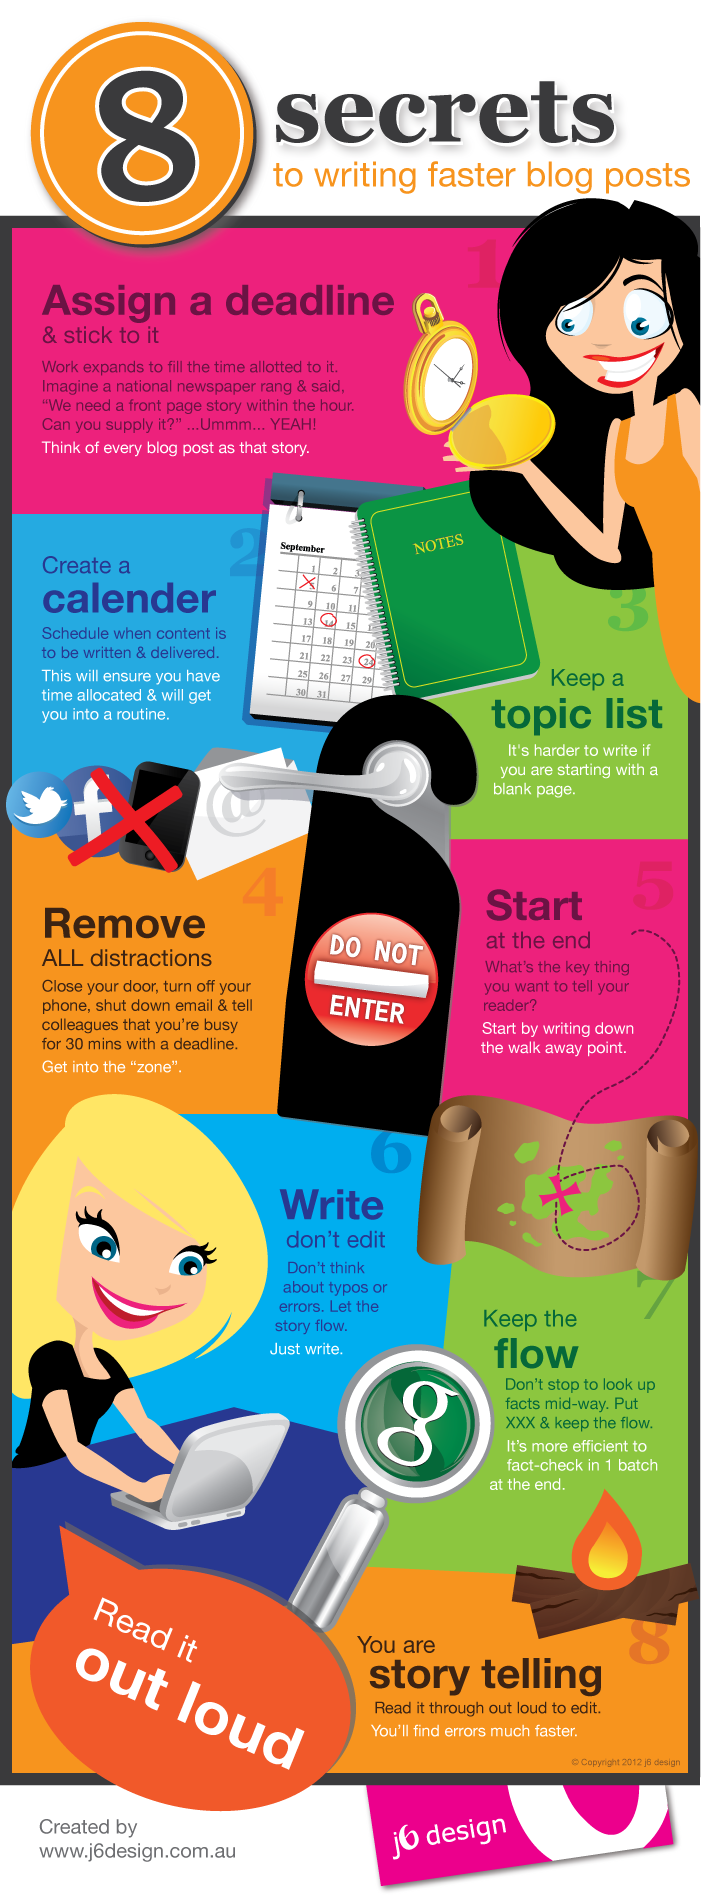 8
secrets
to writing faster blog posts
1
Assign a deadline
& stick to it
Work expands to fill the time allotted to it.
Imagine a national newspaper rang & said,
“We need a front page story within the hour.
Can you supply it?” ...Ummm... YEAH!
Think of every blog post as that story.
2
Create a
calender
Schedule when content is
to be written & delivered.
This will ensure you have
time allocated & will get
you into a routine.
September
1 2 3
5 6 7
9 10 11
13 14 15 1
17 18 19 20
21 22 23 24
25 26 27 29
30 31
NOTES
3
Keep a
topic list
It's harder to write if
you are starting with a
blank page.
f
@
4
Remove
ALL distractions
Close your door, turn off your
phone, shut down email & tell
colleagues that you’re busy
for 30 mins with a deadline.
Get into the “zone”.
DO NOT
ENTER
5
Start
at the end
What’s the key thing
you want to tell your
reader?
Start by writing down
the walk away point.
6
Write
don’t edit
Don’t think
about typos or
errors. Let the
story flow.
Just write.
7
Keep the
flow
Don’t stop to look up
facts mid-way. Put
XXX & keep the flow.
It’s more efficient to
fact-check in 1 batch
at the end.
g
8
Read it
out loud
You are
story telling
Read it through out loud to edit.
You’ll find errors much faster.
© Copyright 2012 j6 design
Created by
www.j6design.com.au
j6 design